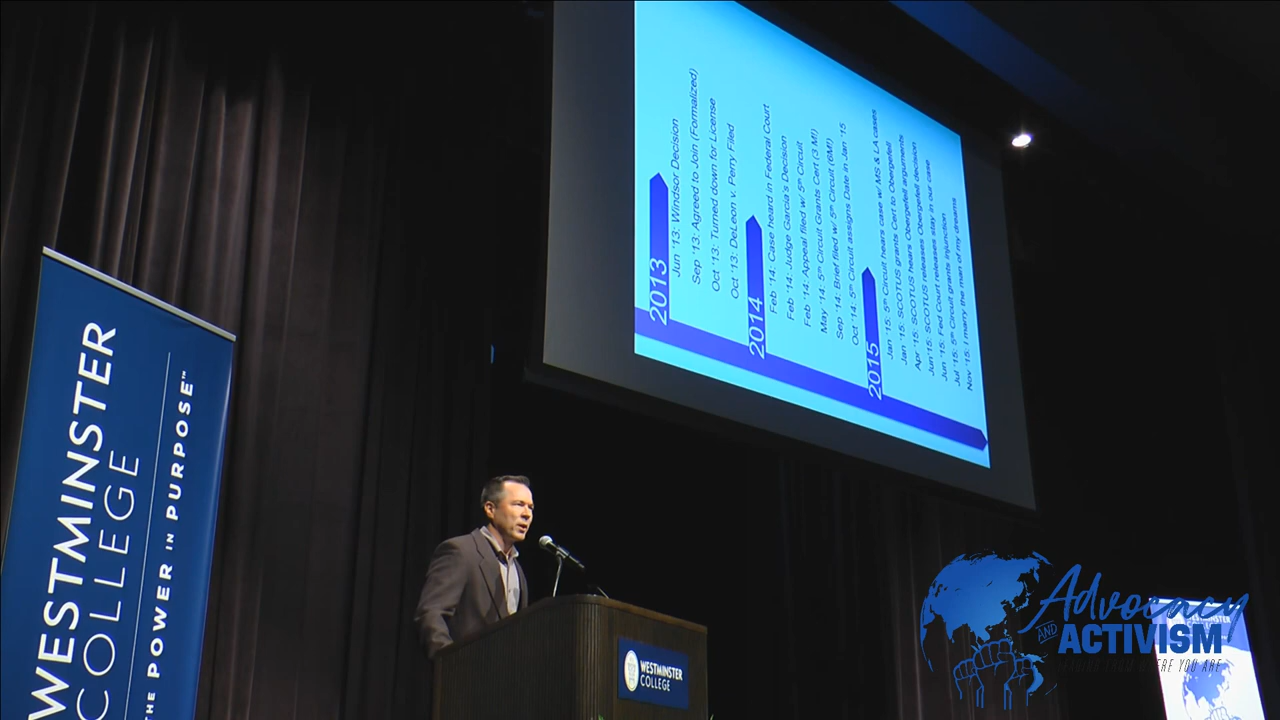 WESTMINSTER
COLLEGE
THE POWER IN PURPOSE™
2013
Jun '13: Windsor Decision
Sep '13: Agreed to Join (Formalized)
Oct '13: Turned down for License
Oct '13: DeLeon v. Perry Filed
2014
Feb '14: Case heard in Federal Court
Feb '14: Judge Garcia's Decision
Feb '14: Appeal filed w/ 5th Circuit
May '14: 5th Circuit Grants Cert (3 MI!)
Sep '14: Brief filed w/ 5th Circuit (6MI!)
Oct '14: 5th Circuit assigns Date in Jan '15
2015
Jan '15: 5th Circuit hears case w/ MS & LA cases
Jan '15: SCOTUS grants Cert to Obergefell
Apr '15: SCOTUS hears Obergefell arguments
Jun '15: SCOTUS releases Obergefell decision
Jun '15: Fed Court releases stay in our case
Jul '15: 5th Circuit grants injunction
Nov '15: I marry the man of my dreams
WESTMINSTER
COLLEGE
Advocacy
AND
ACTIVISM
WESTMINSTER